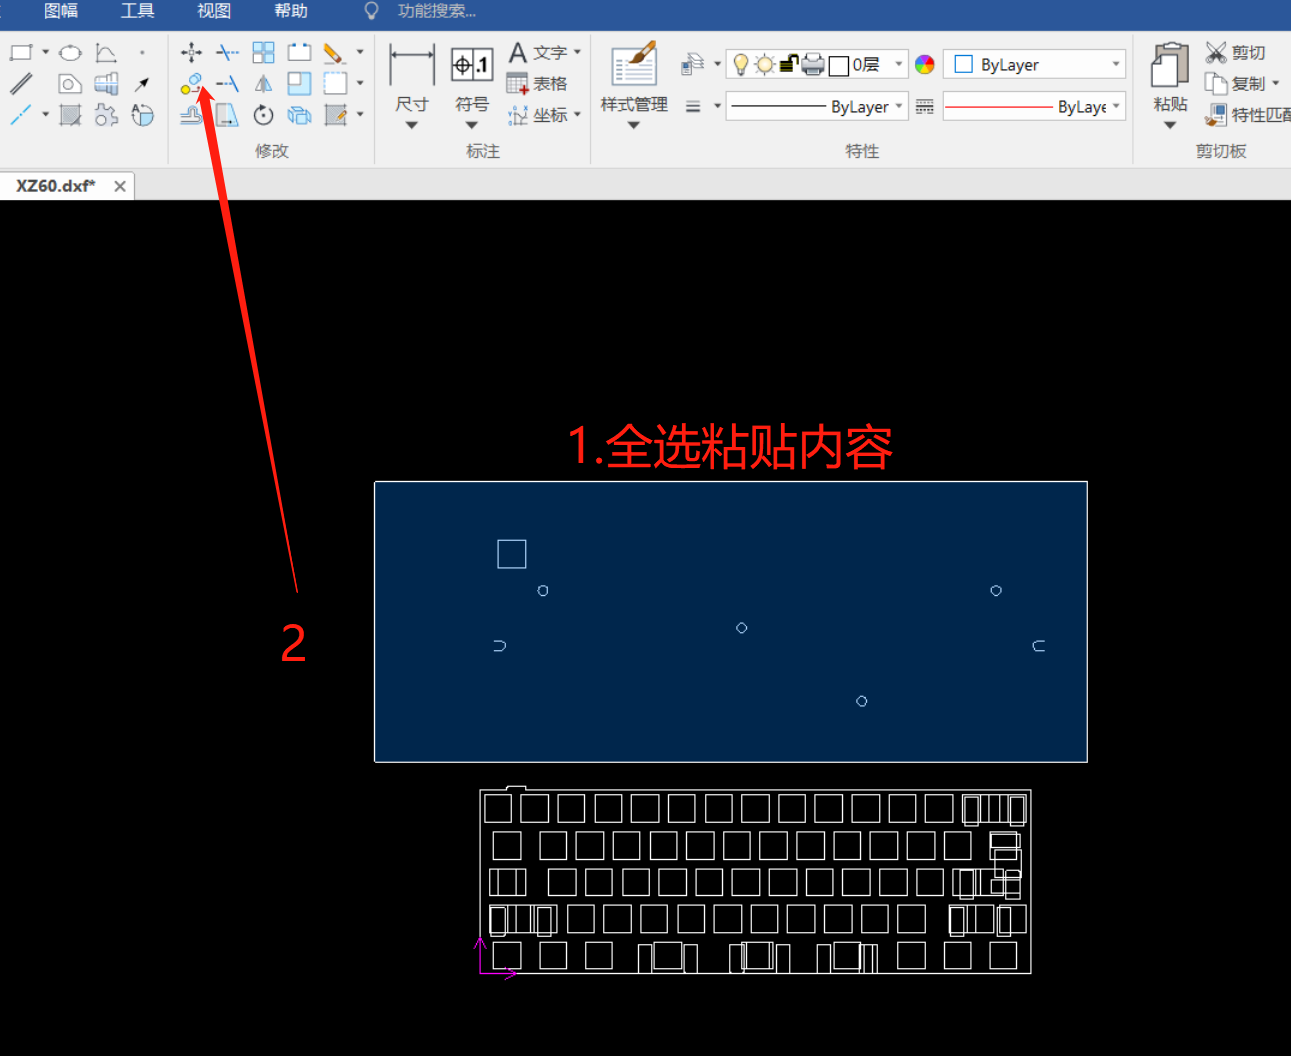 图幅 工具 视图 帮助 功能搜索...
文字 剪切
.1 0层 ByLayer
表格 复制
尺寸 符号 样式管理 ByLayer ByLaye 粘贴
坐标 特性匹配
修改 标注 特性 剪切板
XZ60.dxf*
1.全选粘贴内容
2